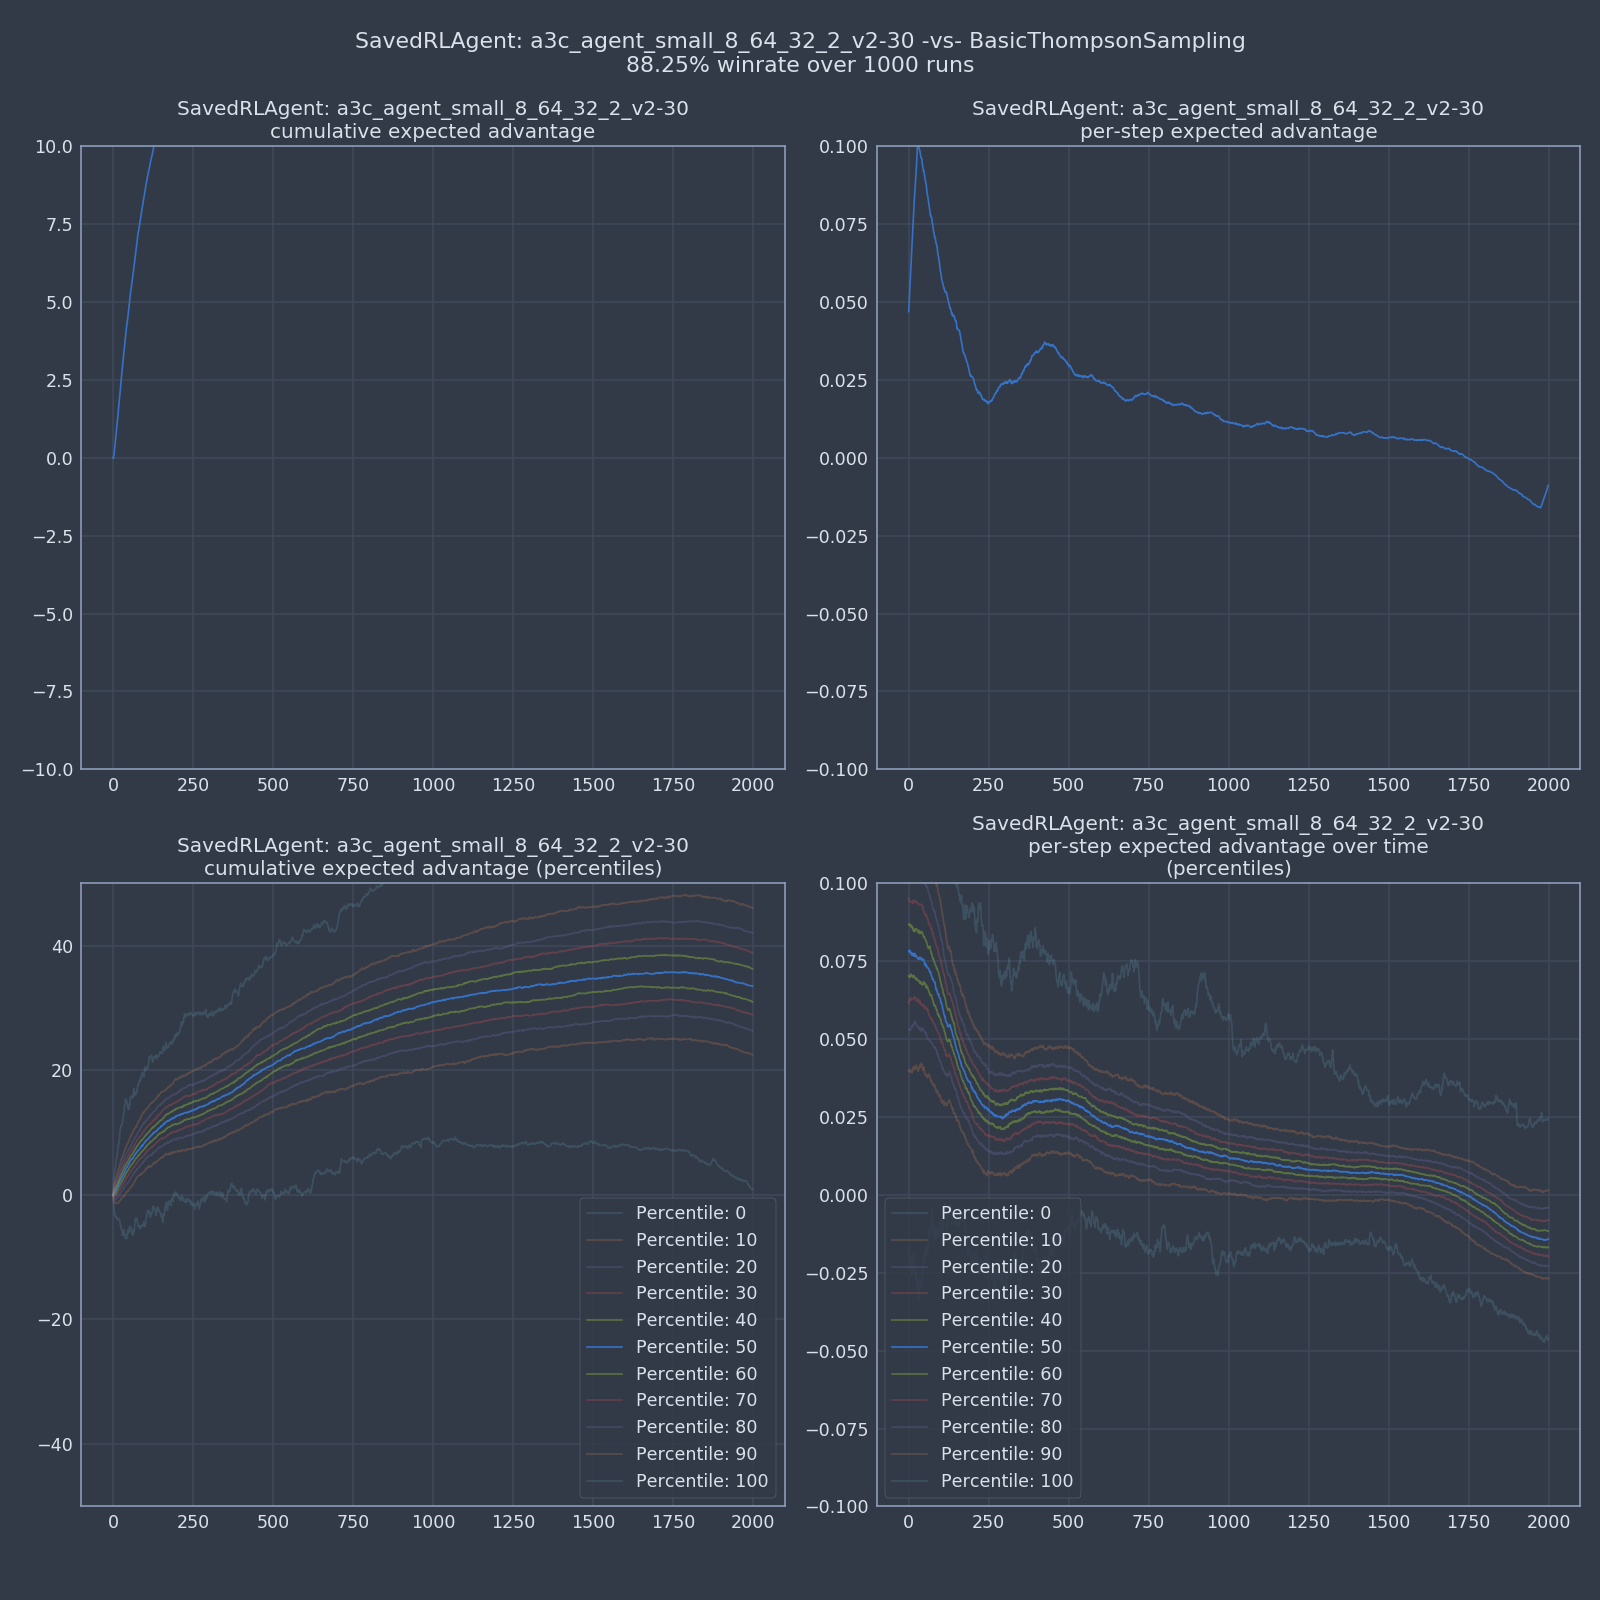 SavedRLAgent: a3c_agent_small_8_64_32_2_v2-30 -vs- BasicThompsonSampling
88.25% winrate over 1000 runs
SavedRLAgent: a3c_agent_small_8_64_32_2_v2-30
cumulative expected advantage
10.0
7.5
5.0
2.5
0.0
−2.5
−5.0
−7.5
−10.0
0 250 500 750 1000 1250 1500 1750 2000
SavedRLAgent: a3c_agent_small_8_64_32_2_v2-30
per-step expected advantage
0.100
0.075
0.050
0.025
0.000
−0.025
−0.050
−0.075
−0.100
0 250 500 750 1000 1250 1500 1750 2000
SavedRLAgent: a3c_agent_small_8_64_32_2_v2-30
cumulative expected advantage (percentiles)
40
20
0
−20
−40
Percentile: 0
Percentile: 10
Percentile: 20
Percentile: 30
Percentile: 40
Percentile: 50
Percentile: 60
Percentile: 70
Percentile: 80
Percentile: 90
Percentile: 100
0 250 500 750 1000 1250 1500 1750 2000
SavedRLAgent: a3c_agent_small_8_64_32_2_v2-30
per-step expected advantage over time
(percentiles)
0.100
0.075
0.050
0.025
0.000
−0.025
−0.050
−0.075
−0.100
Percentile: 0
Percentile: 10
Percentile: 20
Percentile: 30
Percentile: 40
Percentile: 50
Percentile: 60
Percentile: 70
Percentile: 80
Percentile: 90
Percentile: 100
0 250 500 750 1000 1250 1500 1750 2000